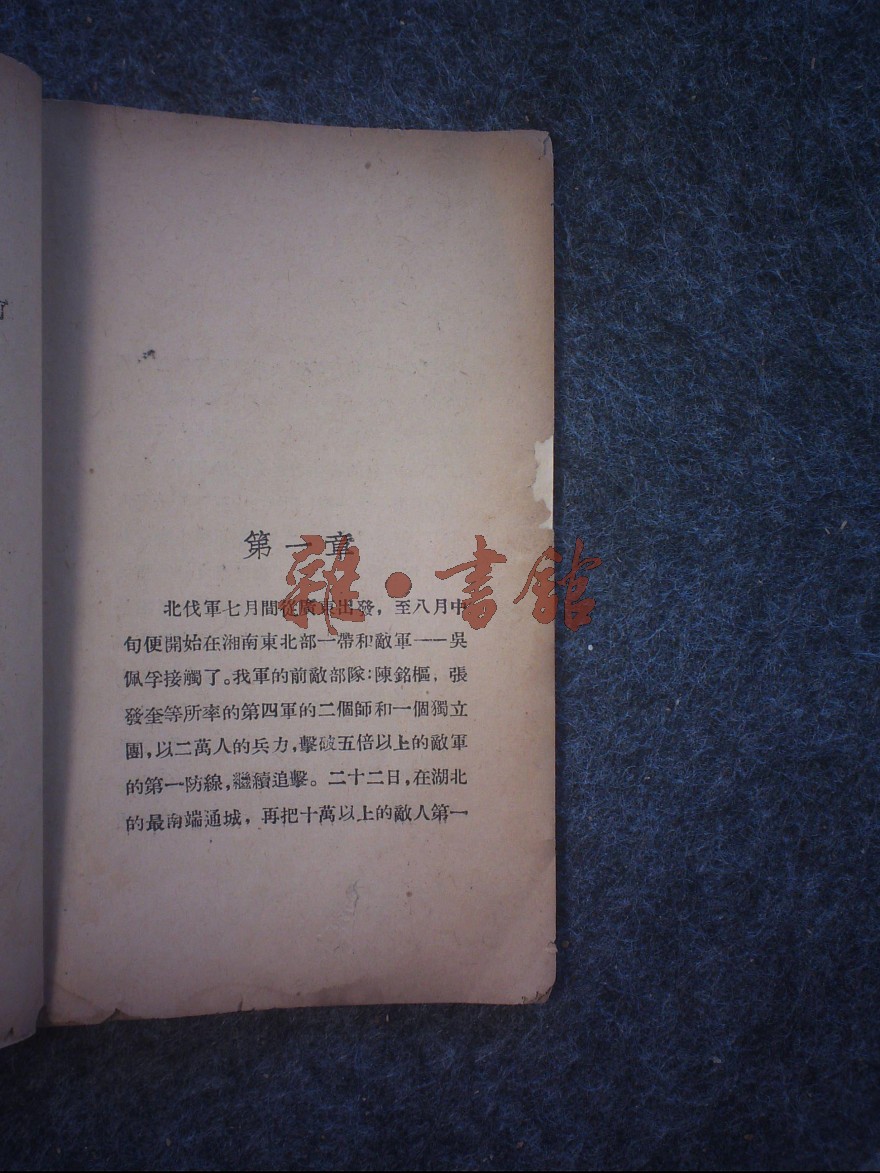 第一章
北伐軍七月間從廣東出發，至八月中
旬便開始在湘南東北部一帶和敵軍——吳
佩孚接觸了。我軍的前敵部隊：陳銘樞，張
發奎等所率的第四軍的二個師和一個獨立
團，以二萬人的兵力，擊破五倍以上的敵軍
的第一防線，繼續追擊。二十二日，在湖北
的最南端通城，再把十萬以上的敵人第一
雜·書館